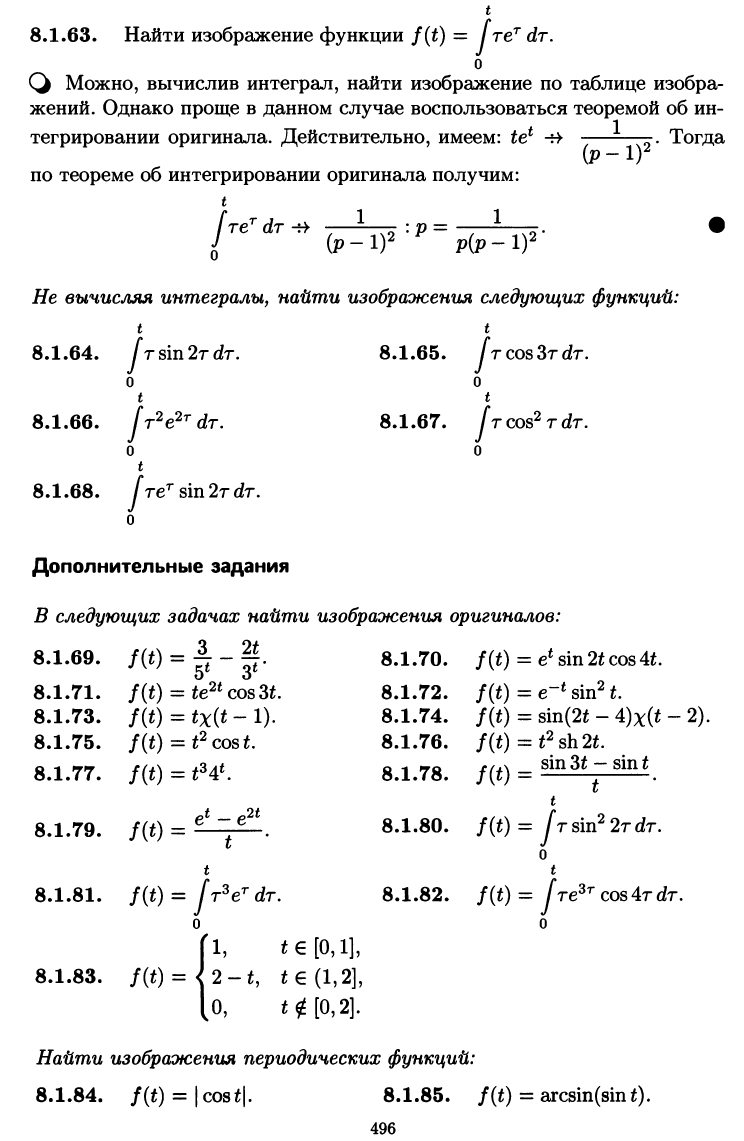 8.1.63. Найти изображение функции f(t) = ∫₀ᵗ τe^τ dτ.
Можно, вычислив интеграл, найти изображение по таблице изобра-
жений. Однако проще в данном случае воспользоваться теоремой об ин-
тегрировании оригинала. Действительно, имеем: te^t ⊹→ 1/(p − 1)². Тогда
по теореме об интегрировании оригинала получим:
∫₀ᵗ τe^τ dτ ⊹→ 1/(p − 1)² : p = 1/(p(p − 1)²). ●
Не вычисляя интегралы, найти изображения следующих функций:
8.1.64. ∫₀ᵗ τ sin 2τ dτ. 8.1.65. ∫₀ᵗ τ cos 3τ dτ.
8.1.66. ∫₀ᵗ τ²e^{2τ} dτ. 8.1.67. ∫₀ᵗ τ cos² τ dτ.
8.1.68. ∫₀ᵗ τe^τ sin 2τ dτ.
Дополнительные задания
В следующих задачах найти изображения оригиналов:
8.1.69. f(t) = 3/5^t − 2t/3^t. 8.1.70. f(t) = e^t sin 2t cos 4t.
8.1.71. f(t) = te^{2t} cos 3t. 8.1.72. f(t) = e^{−t} sin² t.
8.1.73. f(t) = tχ(t − 1). 8.1.74. f(t) = sin(2t − 4)χ(t − 2).
8.1.75. f(t) = t² cos t. 8.1.76. f(t) = t² sh 2t.
8.1.77. f(t) = t³4^t. 8.1.78. f(t) = (sin 3t − sin t)/t.
8.1.79. f(t) = (e^t − e^{2t})/t. 8.1.80. f(t) = ∫₀ᵗ τ sin² 2τ dτ.
8.1.81. f(t) = ∫₀ᵗ τ³e^τ dτ. 8.1.82. f(t) = ∫₀ᵗ τe^{3τ} cos 4τ dτ.
8.1.83. f(t) = { 1, t ∈ [0, 1],
2 − t, t ∈ (1, 2],
0, t ∉ [0, 2].
Найти изображения периодических функций:
8.1.84. f(t) = | cos t|. 8.1.85. f(t) = arcsin(sin t).
496